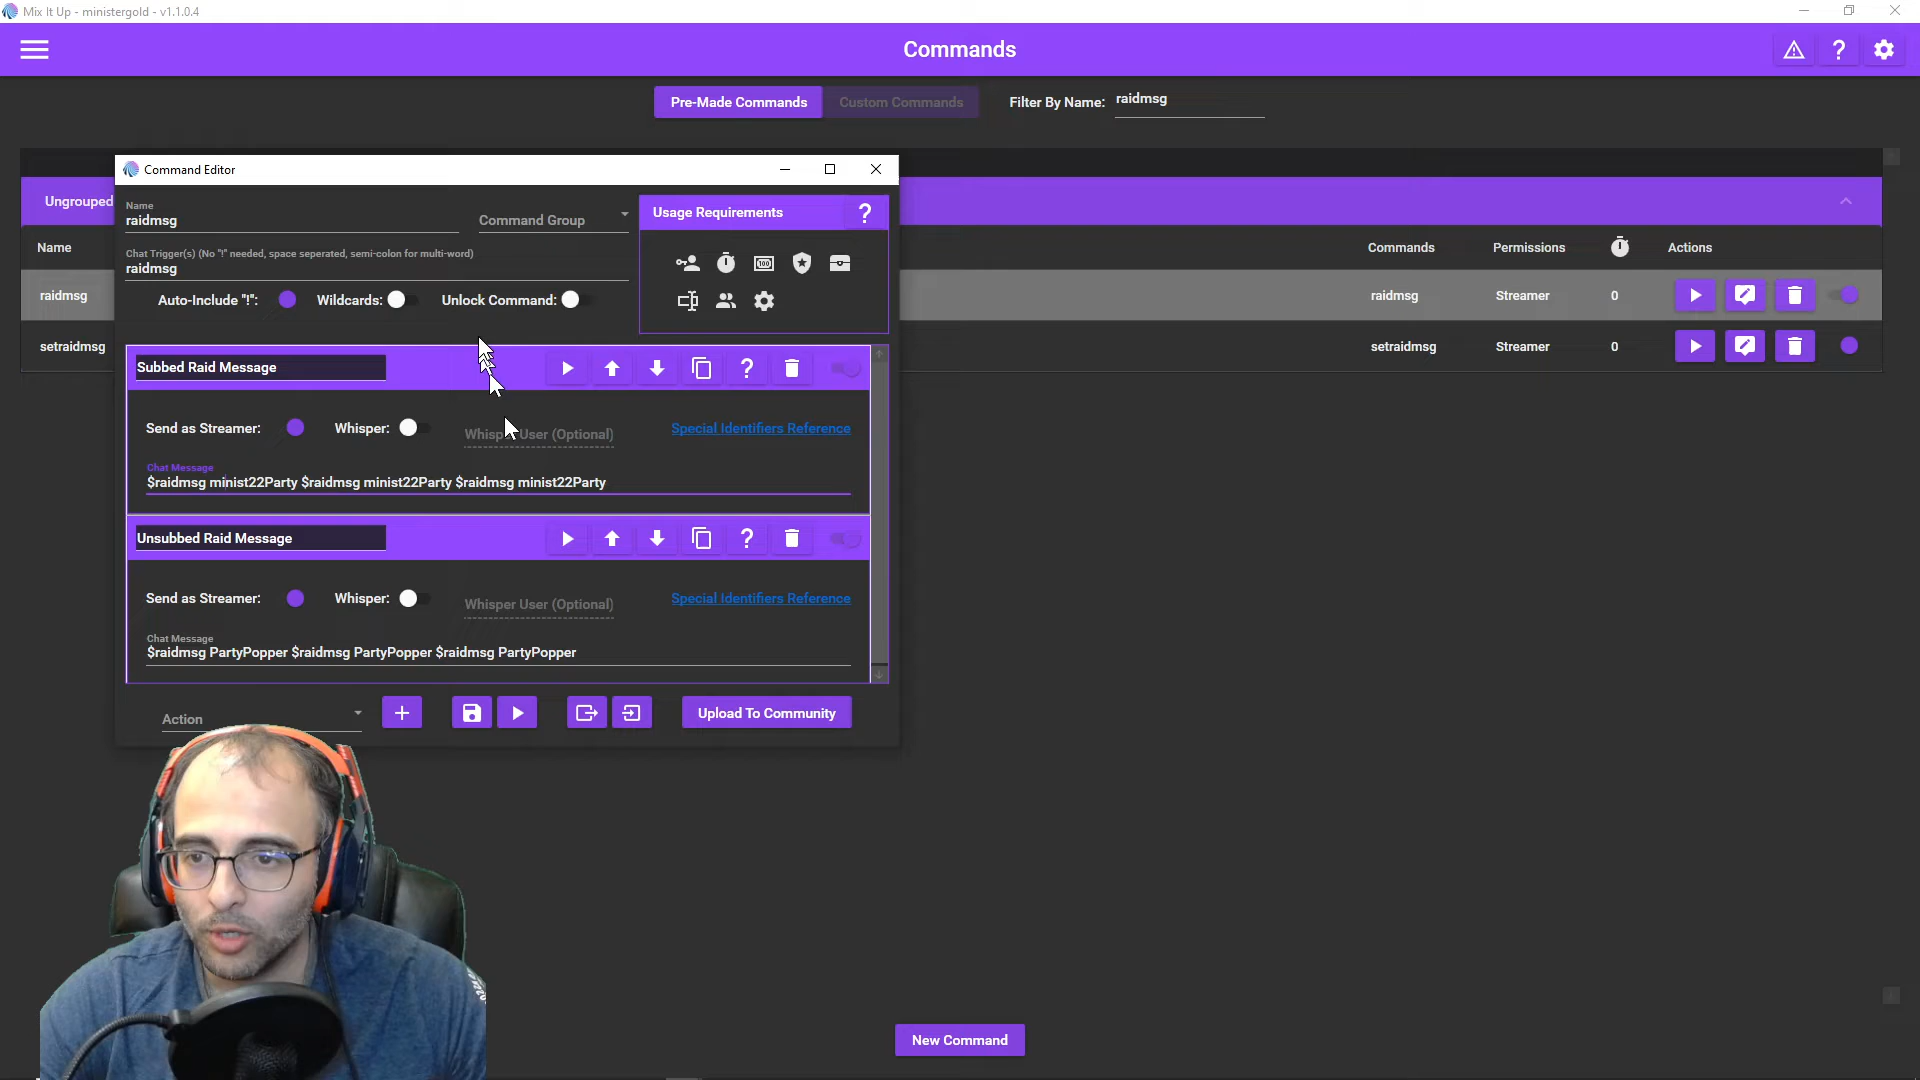 Mix It Up - ministergold - v1.1.0.4
Commands
?
Pre-Made Commands
Custom Commands
Filter By Name:
raidmsg
Command Editor
Ungrouped
Name
raidmsg
Command Group
Usage Requirements
?
Name
Commands
Permissions
Actions
Chat Trigger(s) (No "!" needed, space seperated, semi-colon for multi-word)
raidmsg
100
Auto-Include "!":
Wildcards:
Unlock Command:
raidmsg
raidmsg
Streamer
0
setraidmsg
setraidmsg
Streamer
0
Subbed Raid Message
?
Send as Streamer:
Whisper:
Whisper User (Optional)
Special Identifiers Reference
Chat Message
$raidmsg minist22Party $raidmsg minist22Party $raidmsg minist22Party
Unsubbed Raid Message
?
Send as Streamer:
Whisper:
Whisper User (Optional)
Special Identifiers Reference
Chat Message
$raidmsg PartyPopper $raidmsg PartyPopper $raidmsg PartyPopper
Action
Upload To Community
New Command